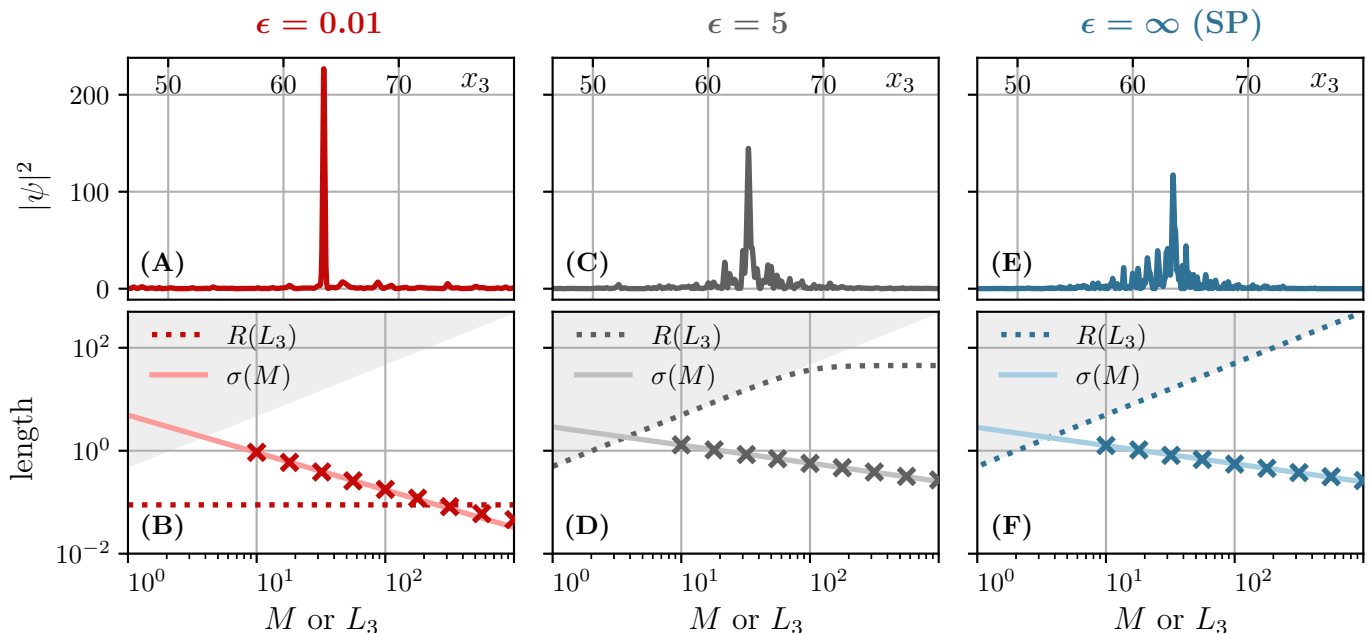 ϵ = 0.01 ϵ = 5 ϵ = ∞ (SP)
50 60 70 x₃ 50 60 70 50 60 70 x₃
200
100
0
|ψ|²
(A) (C) (E)
R(L₃) R(L₃) R(L₃)
σ(M) σ(M) σ(M)
10²
10⁰
10⁻²
length
(B) (D) (F)
10⁰ 10¹ 10² 10⁰ 10¹ 10² 10⁰ 10¹ 10²
M or L₃ M or L₃ M or L₃